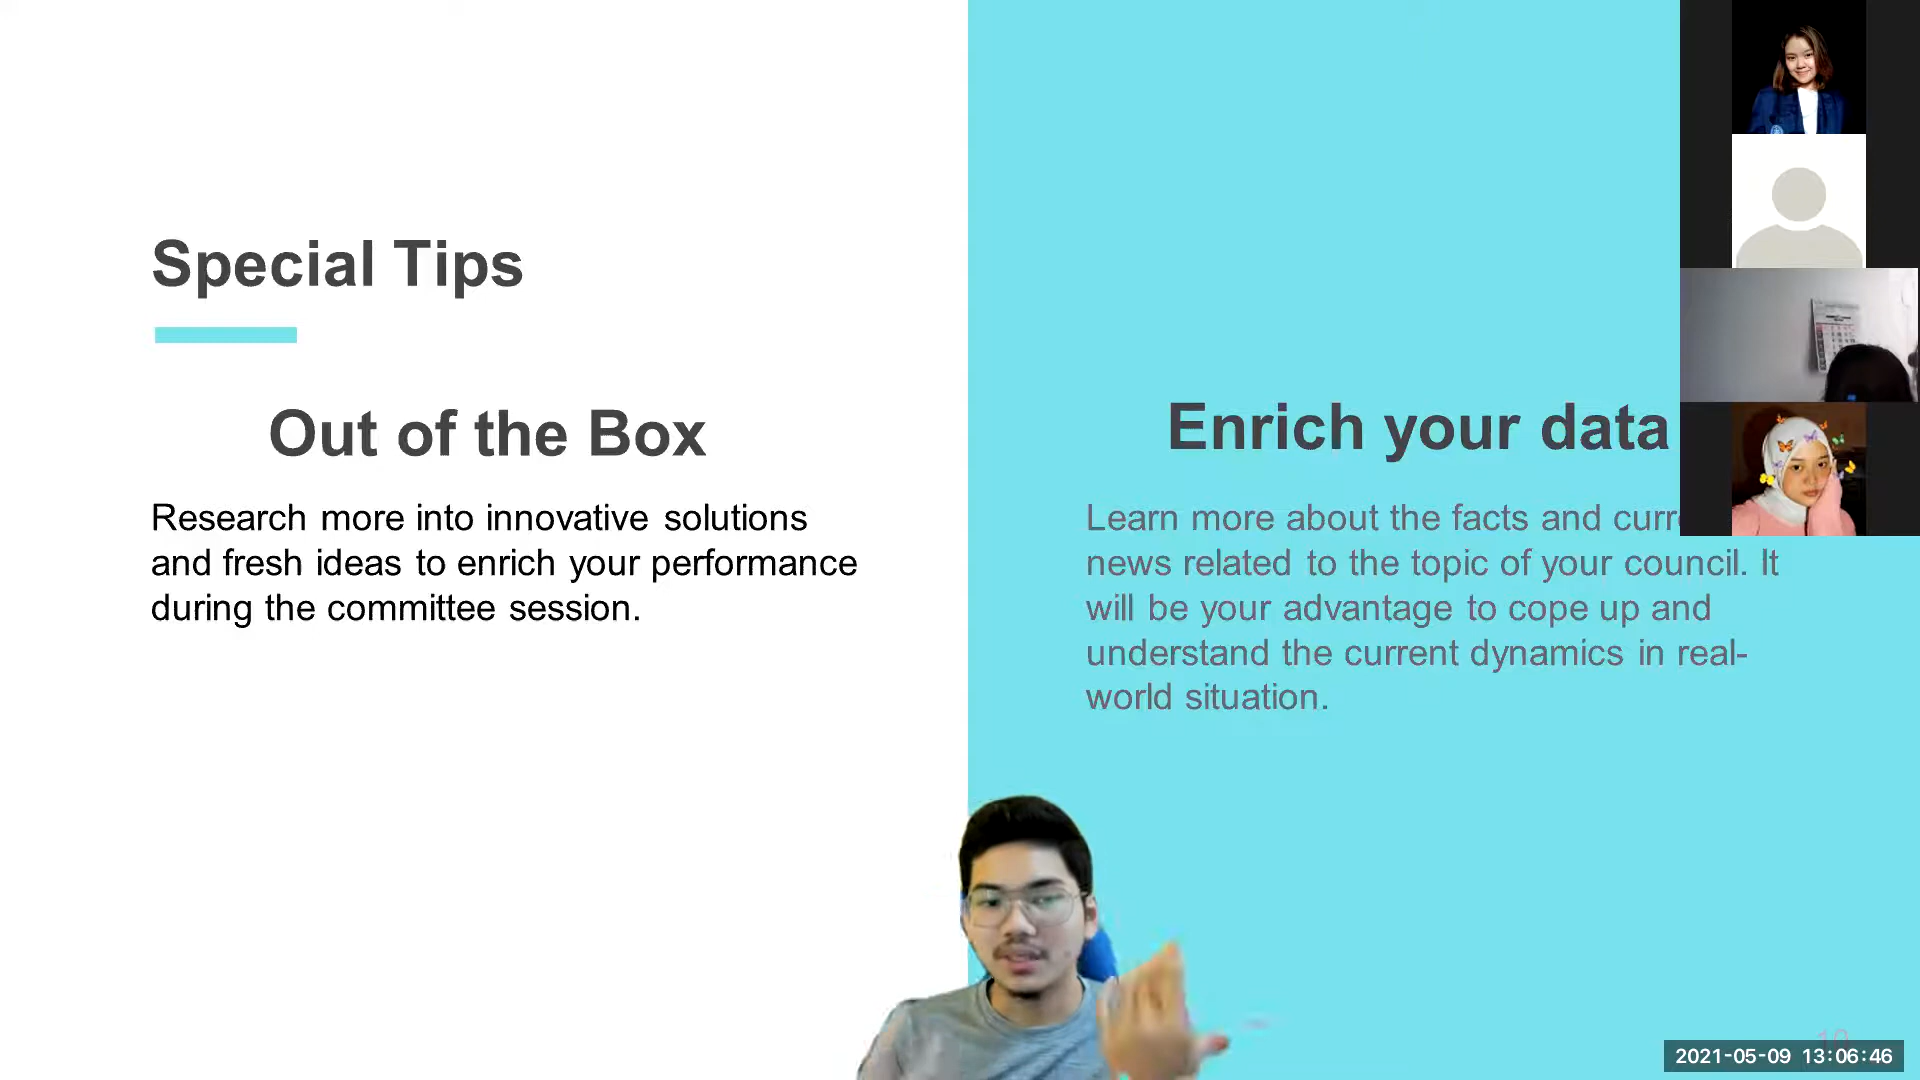 Special Tips
Out of the Box
Research more into innovative solutions
and fresh ideas to enrich your performance
during the committee session.
Enrich your data
Learn more about the facts and
news related to the topic of your council. It
will be your advantage to cope up and
understand the current dynamics in real-
world situation.
2021-05-09 13:06:46